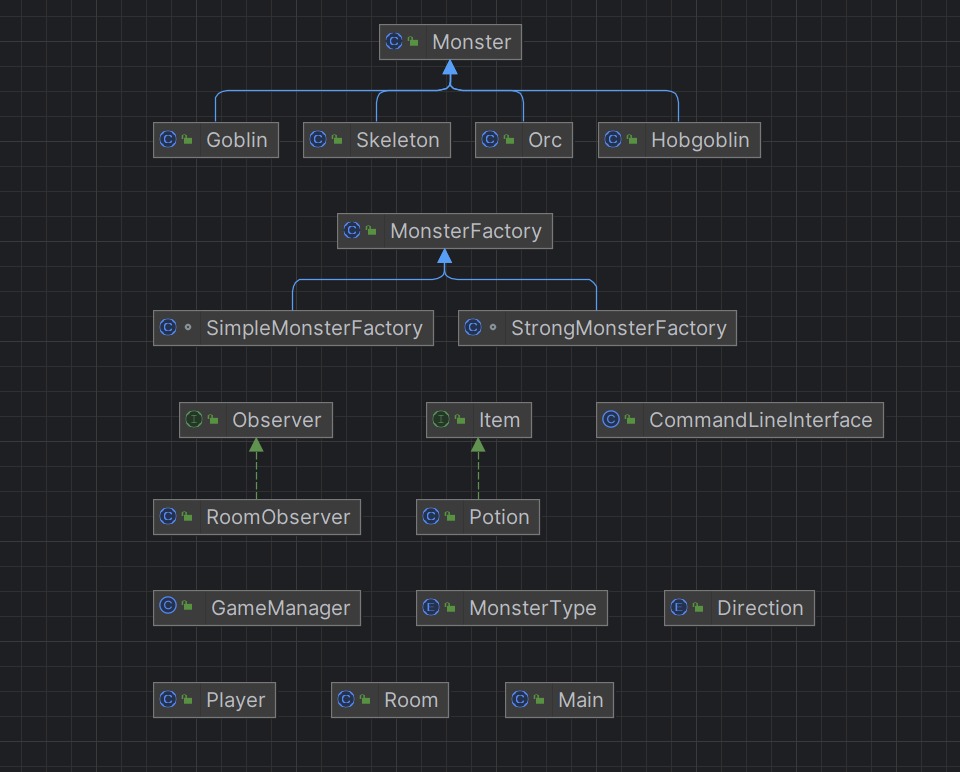 Monster
Goblin Skeleton Orc Hobgoblin
MonsterFactory
SimpleMonsterFactory StrongMonsterFactory
Observer Item CommandLineInterface
RoomObserver Potion
GameManager MonsterType Direction
Player Room Main